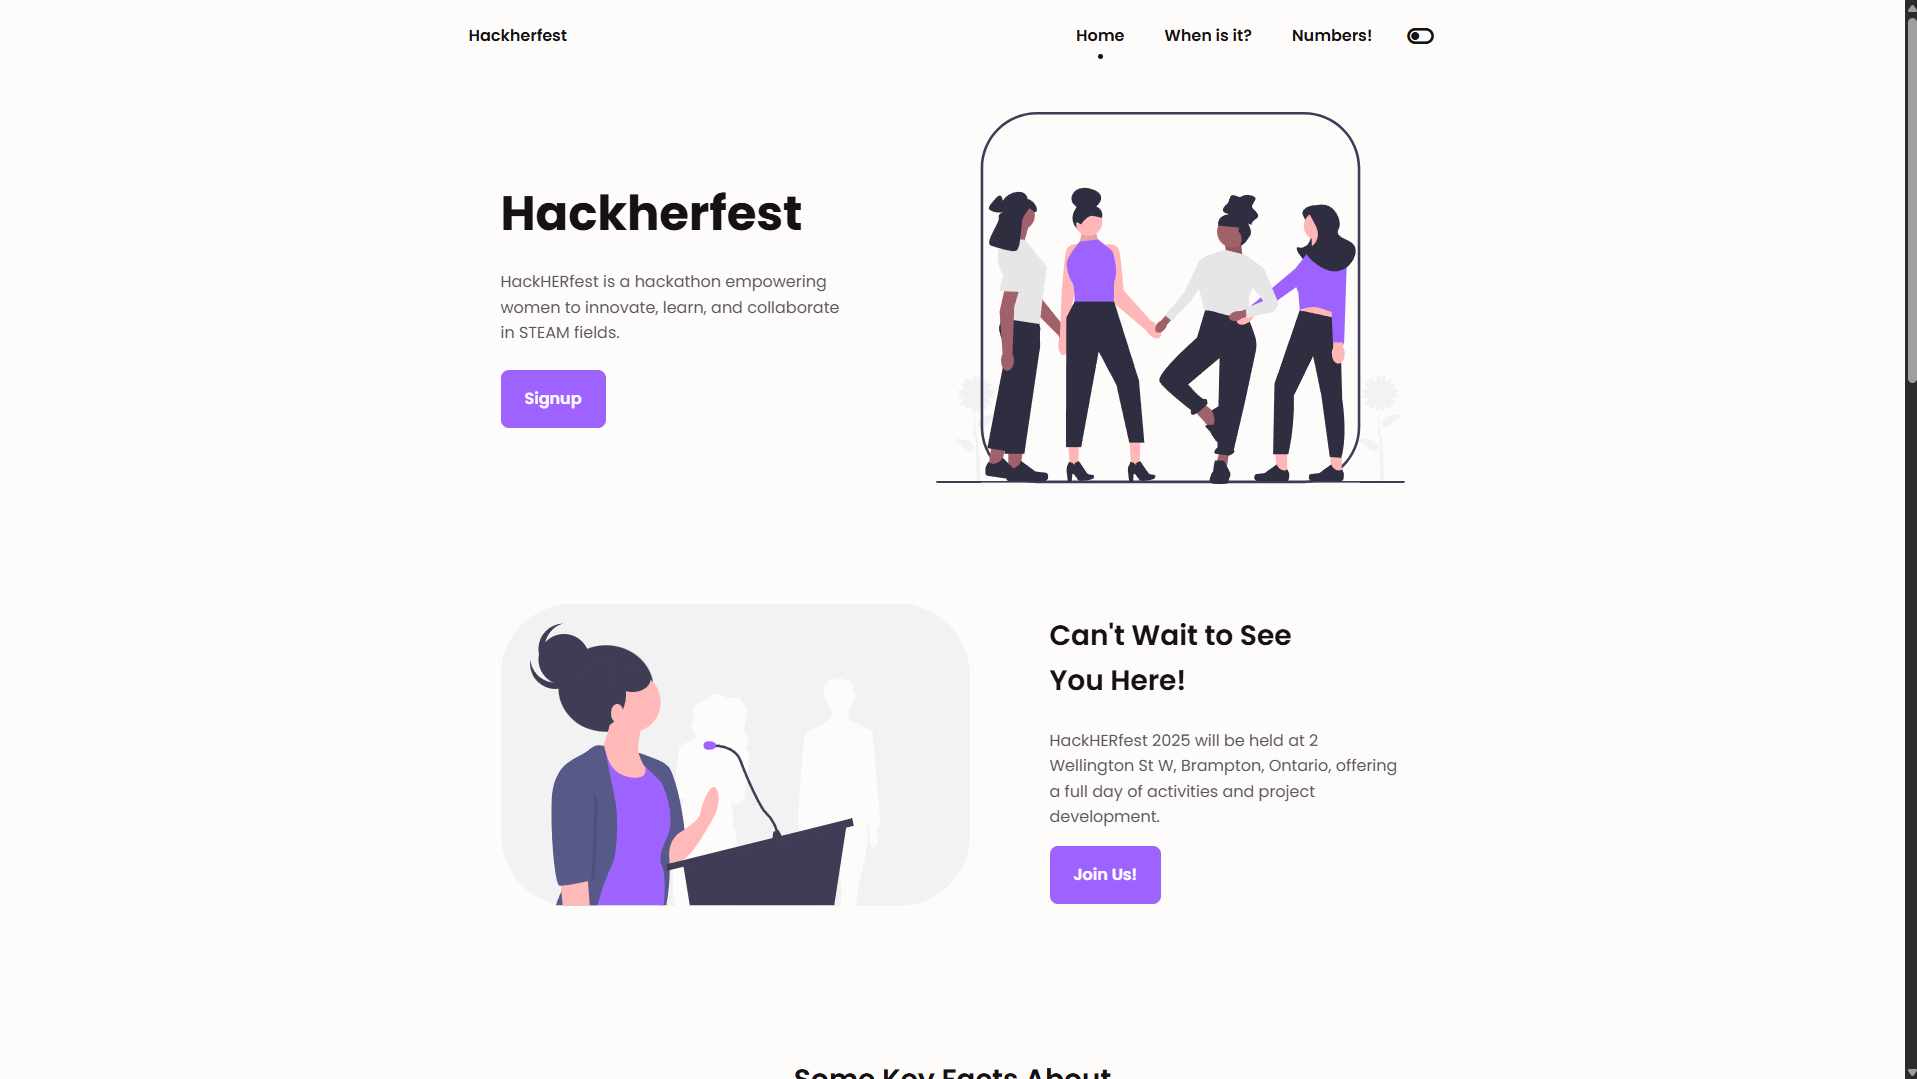 Hackherfest
Home
When is it?
Numbers!
Hackherfest
HackHERfest is a hackathon empowering
women to innovate, learn, and collaborate
in STEAM fields.
Signup
Can't Wait to See
You Here!
HackHERfest 2025 will be held at 2
Wellington St W, Brampton, Ontario, offering
a full day of activities and project
development.
Join Us!
Some Key Facts About